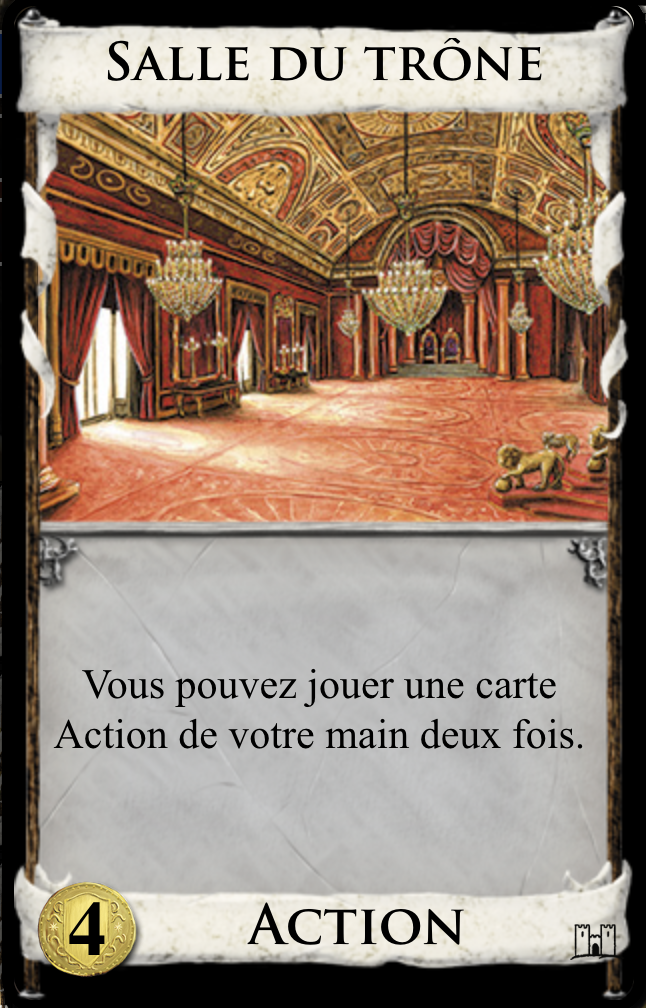 Salle du trône
Vous pouvez jouer une carte
Action de votre main deux fois.
4
Action